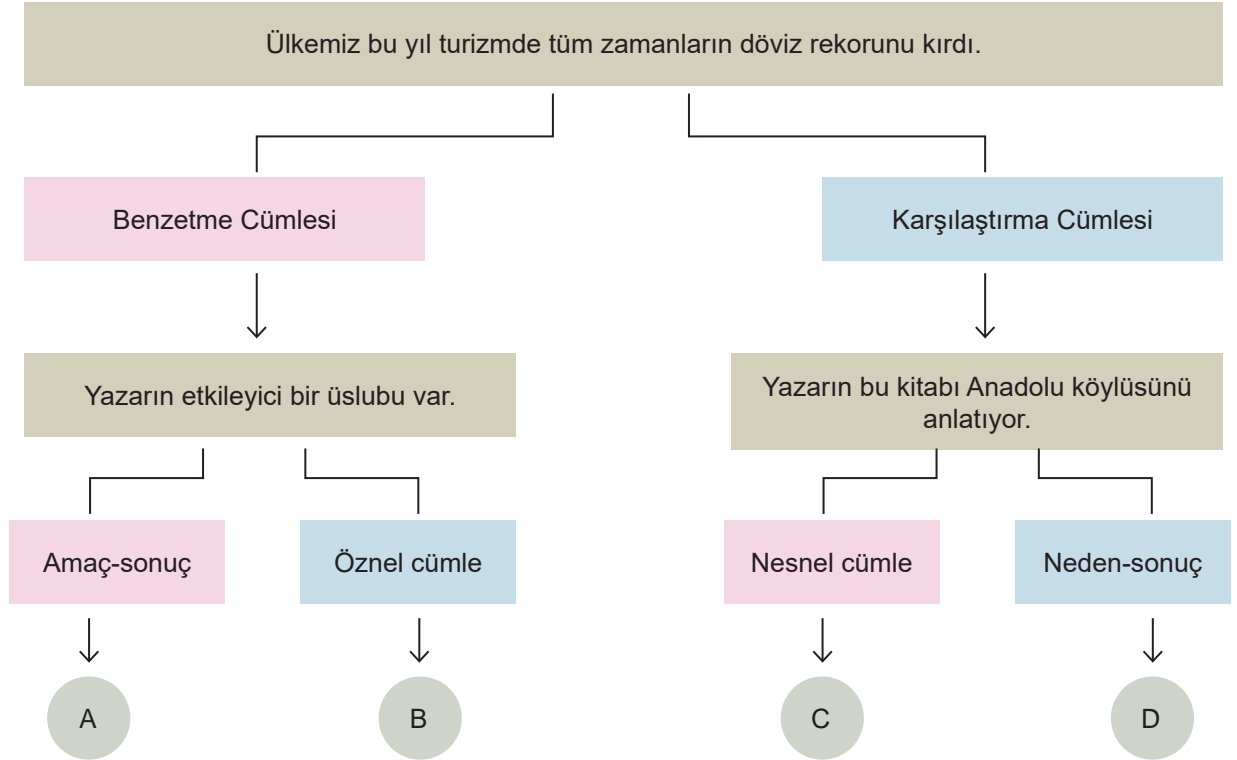 Ülkemiz bu yıl turizmde tüm zamanların döviz rekorunu kırdı.
Benzetme Cümlesi
Karşılaştırma Cümlesi
Yazarın etkileyici bir üslubu var.
Yazarın bu kitabı Anadolu köylüsünü
anlatıyor.
Amaç-sonuç
Öznel cümle
Nesnel cümle
Neden-sonuç
A
B
C
D